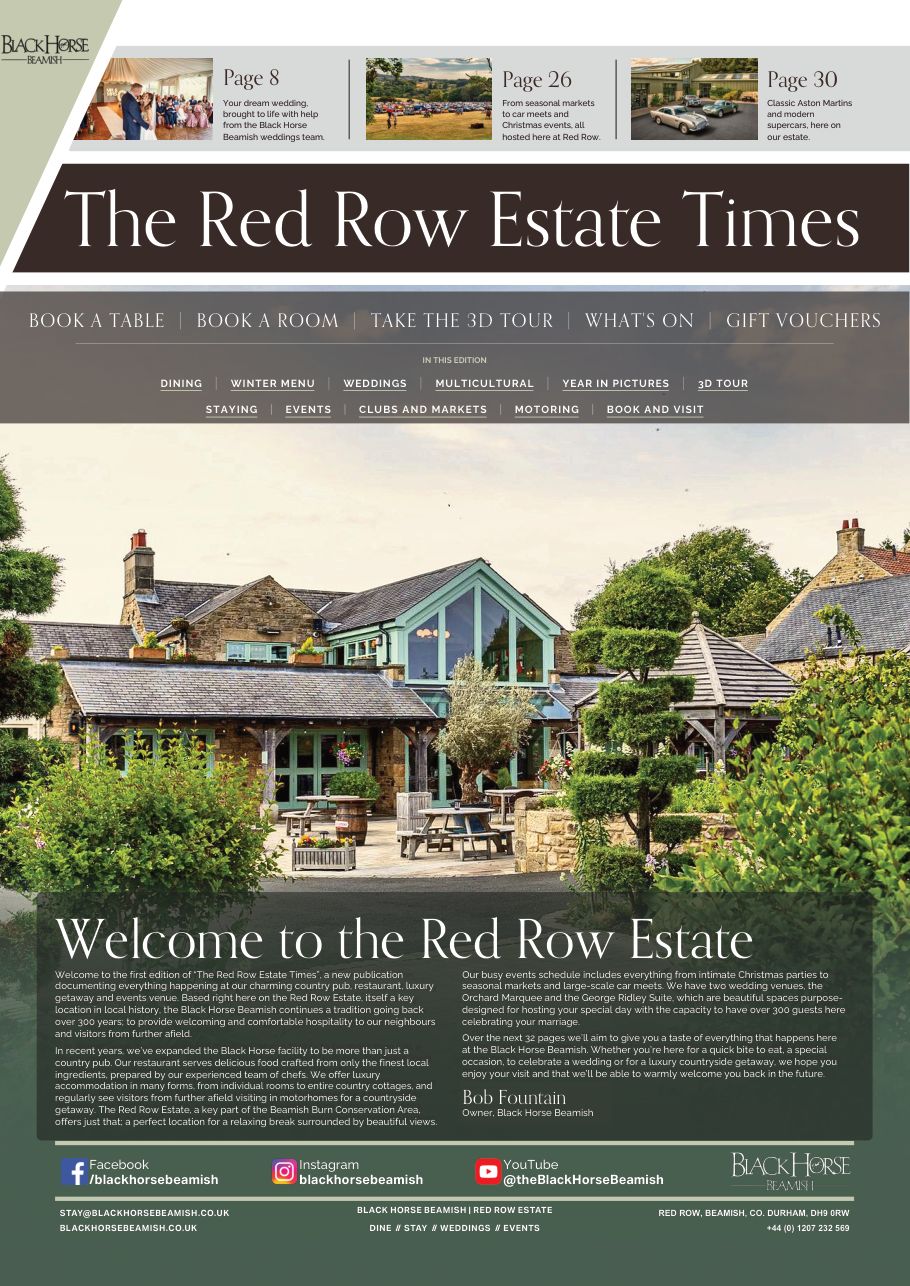 BLACK HORSE
BEAMISH
Page 8
Your dream wedding,
brought to life with help
from the Black Horse
Beamish weddings team.
Page 26
From seasonal markets
to car meets and
Christmas events, all
hosted here at Red Row.
Page 30
Classic Aston Martins
and modern
supercars, here on
our estate.
The Red Row Estate Times
BOOK A TABLE | BOOK A ROOM | TAKE THE 3D TOUR | WHAT'S ON | GIFT VOUCHERS
IN THIS EDITION
DINING | WINTER MENU | WEDDINGS | MULTICULTURAL | YEAR IN PICTURES | 3D TOUR
STAYING | EVENTS | CLUBS AND MARKETS | MOTORING | BOOK AND VISIT
Welcome to the Red Row Estate
Welcome to the first edition of "The Red Row Estate Times", a new publication
documenting everything happening at our charming country pub, restaurant, luxury
getaway and events venue. Based right here on the Red Row Estate, itself a key
location in local history, the Black Horse Beamish continues a tradition going back
over 300 years; to provide welcoming and comfortable hospitality to our neighbours
and visitors from further afield.
In recent years, we've expanded the Black Horse facility to be more than just a
country pub. Our restaurant serves delicious food crafted from only the finest local
ingredients, prepared by our experienced team of chefs. We offer luxury
accommodation in many forms, from individual rooms to entire country cottages, and
regularly see visitors from further afield visiting in motorhomes for a countryside
getaway. The Red Row Estate, a key part of the Beamish Burn Conservation Area,
offers just that; a perfect location for a relaxing break surrounded by beautiful views.
Our busy events schedule includes everything from intimate Christmas parties to
seasonal markets and large-scale car meets. We have two wedding venues, the
Orchard Marquee and the George Ridley Suite, which are beautiful spaces purpose-
designed for hosting your special day with the capacity to have over 300 guests here
celebrating your marriage.
Over the next 32 pages we'll aim to give you a taste of everything that happens here
at the Black Horse Beamish. Whether you're here for a quick bite to eat, a special
occasion, to celebrate a wedding or for a luxury countryside getaway, we hope you
enjoy your visit and that we'll be able to warmly welcome you back in the future.
Bob Fountain
Owner, Black Horse Beamish
Facebook
/blackhorsebeamish
Instagram
blackhorsebeamish
YouTube
@theBlackHorseBeamish
BLACK HORSE
BEAMISH
STAY@BLACKHORSEBEAMISH.CO.UK
BLACKHORSEBEAMISH.CO.UK
BLACK HORSE BEAMISH | RED ROW ESTATE
DINE // STAY // WEDDINGS // EVENTS
RED ROW, BEAMISH, CO. DURHAM, DH9 0RW
+44 (0) 1207 232 569